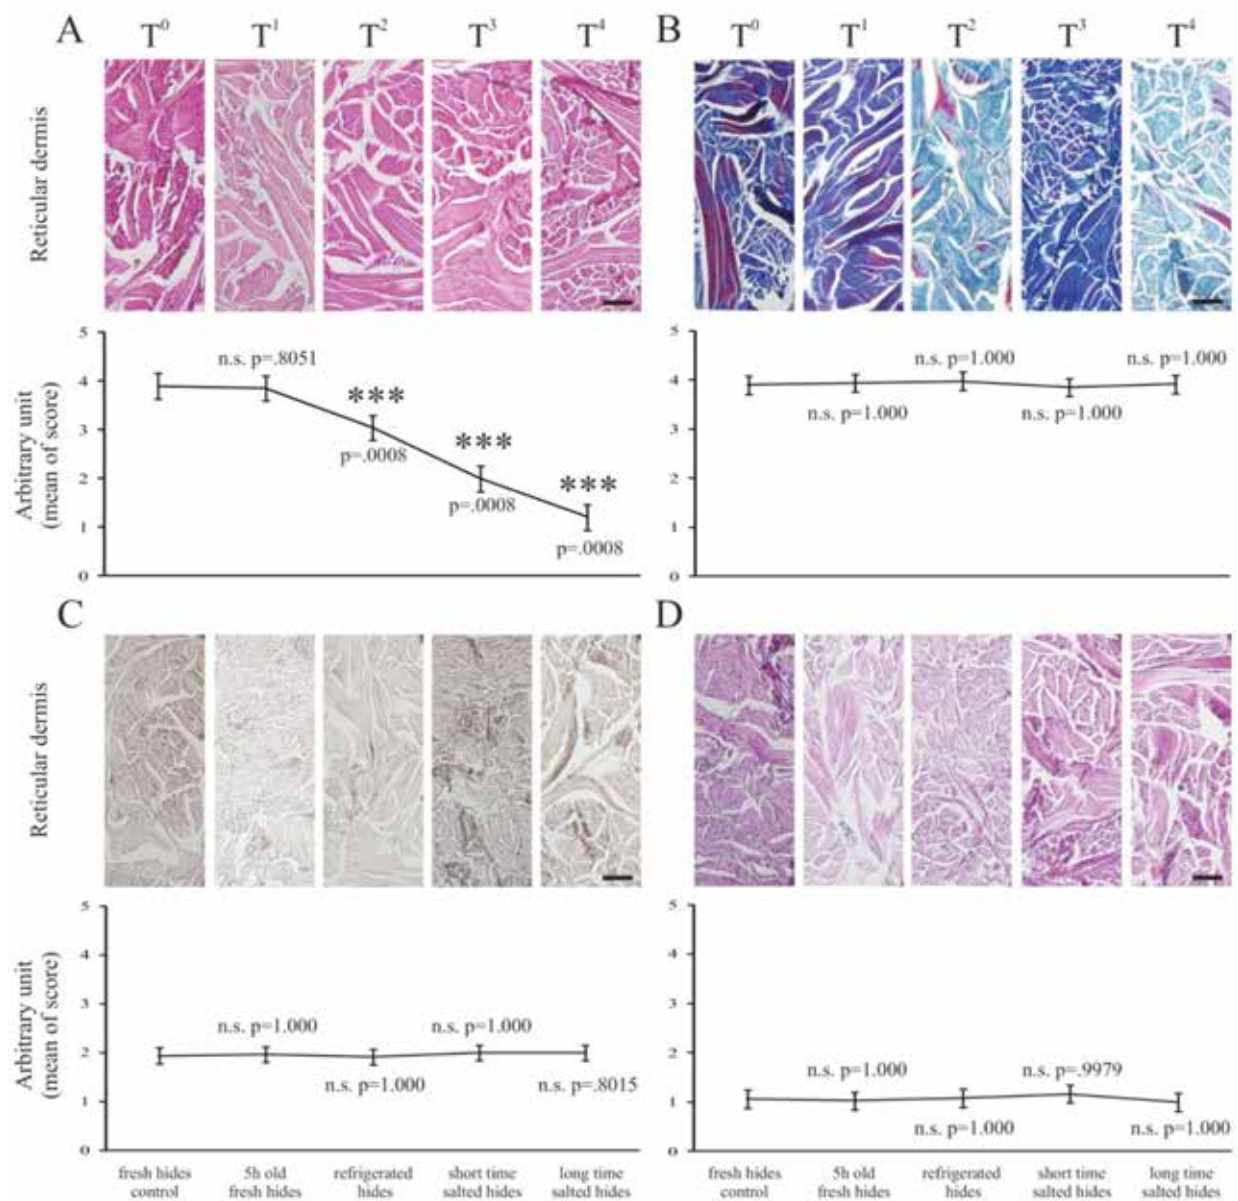 A T⁰ T¹ T² T³ T⁴
B T⁰ T¹ T² T³ T⁴
Reticular dermis
Arbitrary unit
(mean of score)
5
4
3
2
1
0
n.s. p=.8051
***
p=.0008
***
p=.0008
***
p=.0008
5
4
3
2
1
0
n.s. p=1.000
n.s. p=1.000
n.s. p=1.000
n.s. p=1.000
C
D
Reticular dermis
Arbitrary unit
(mean of score)
5
4
3
2
1
0
n.s. p=1.000
n.s. p=1.000
n.s. p=1.000
n.s. p=.8015
fresh hides
control
5h old
fresh hides
refrigerated
hides
short time
salted hides
long time
salted hides
5
4
3
2
1
0
n.s. p=1.000
n.s. p=.9979
n.s. p=1.000
n.s. p=1.000
fresh hides
control
5h old
fresh hides
refrigerated
hides
short time
salted hides
long time
salted hides